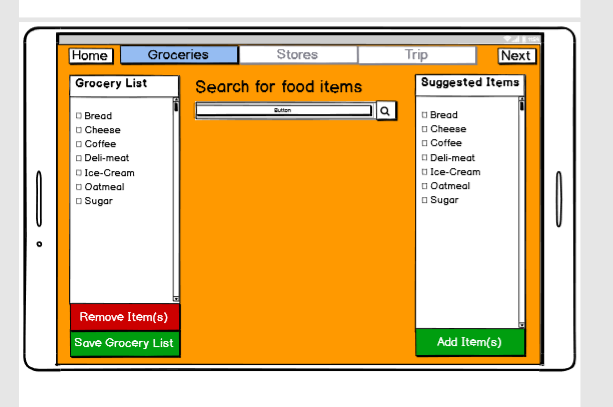 Home
Groceries
Stores
Trip
Next
Grocery List
Bread
Cheese
Coffee
Deli-meat
Ice-Cream
Oatmeal
Sugar
Remove Item(s)
Save Grocery List
Search for food items
Button
Suggested Items
Bread
Cheese
Coffee
Deli-meat
Ice-Cream
Oatmeal
Sugar
Add Item(s)